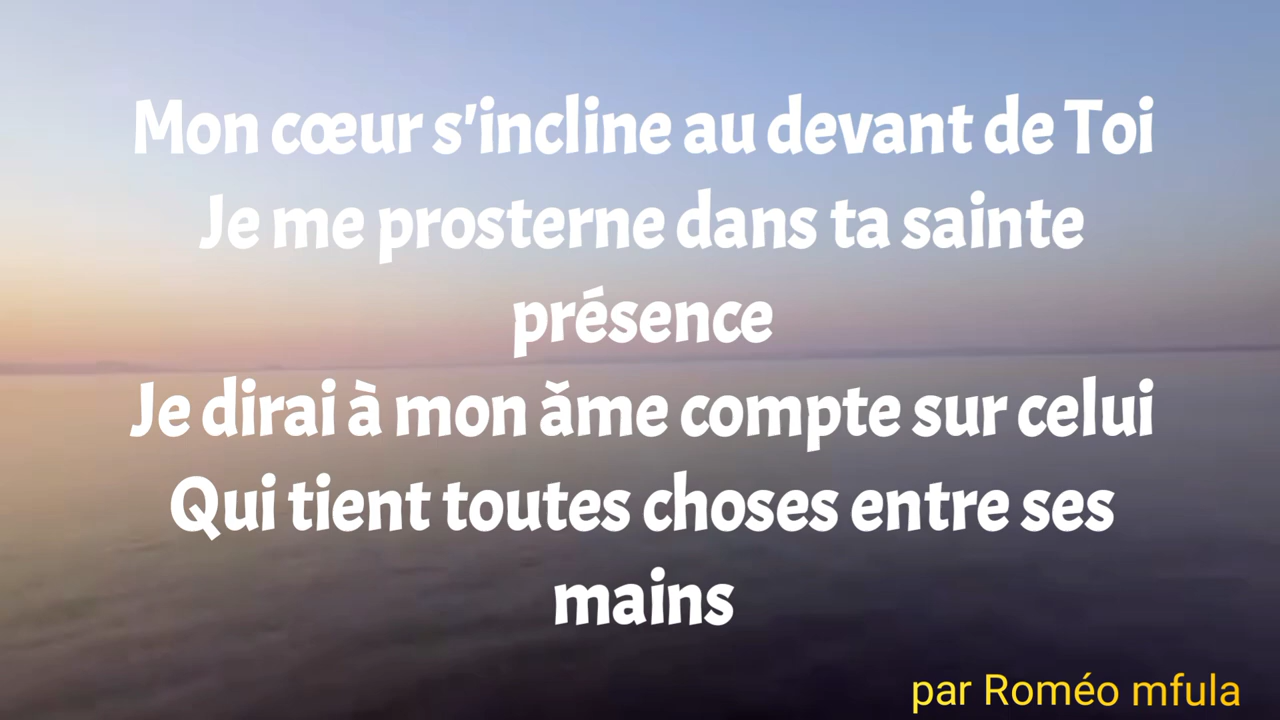 Mon cœur s'incline au devant de Toi
Je me prosterne dans ta sainte
présence
Je dirai à mon ǎme compte sur celui
Qui tient toutes choses entre ses
mains
par Roméo mfula